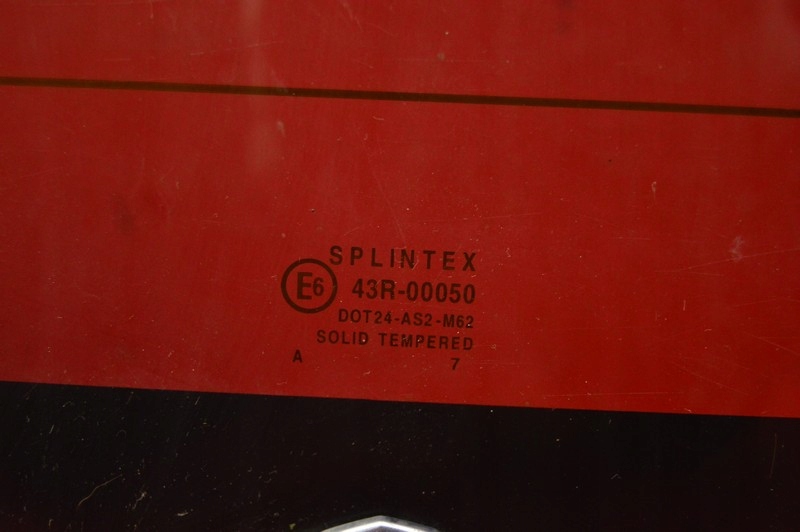 SPLINTEX
E6 43R-00050
DOT24-AS2-M62
SOLID TEMPERED
A 7